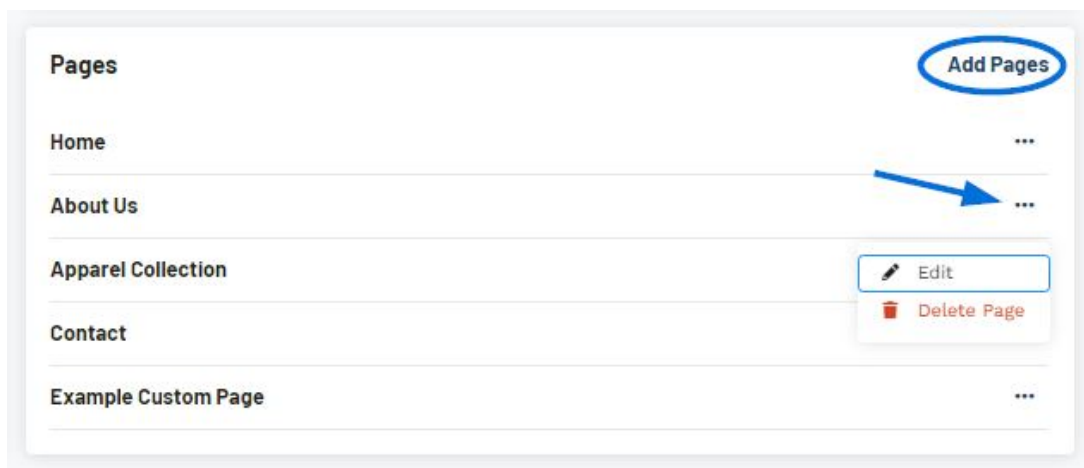 Pages
Add Pages
Home
About Us
Apparel Collection
Edit
Delete Page
Contact
Example Custom Page